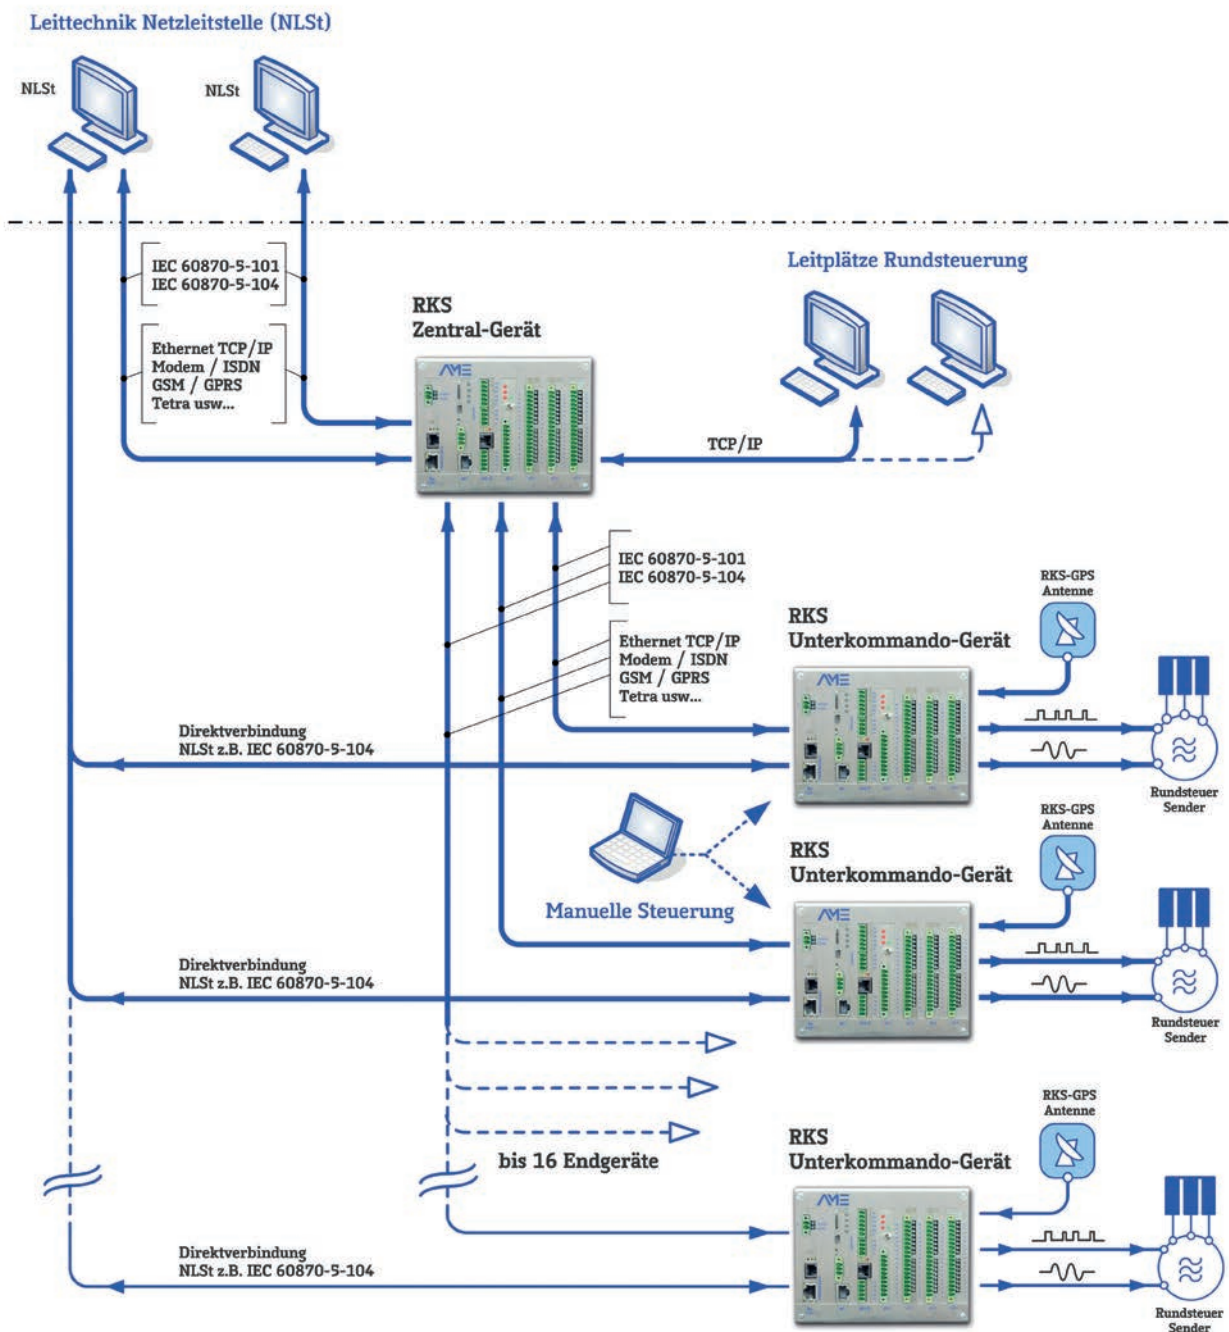 Leittechnik Netzleitstelle (NLSt)
NLSt
NLSt
IEC 60870-5-101
IEC 60870-5-104
Ethernet TCP/IP
Modem / ISDN
GSM / GPRS
Tetra usw...
RKS
Zentral-Gerät
AME
Leitplätze Rundsteuerung
TCP/IP
IEC 60870-5-101
IEC 60870-5-104
Ethernet TCP/IP
Modem / ISDN
GSM / GPRS
Tetra usw...
RKS
Unterkommando-Gerät
AME
RKS-GPS
Antenne
Rundsteuer
Sender
Direktverbindung
NLSt z.B. IEC 60870-5-104
Manuelle Steuerung
RKS
Unterkommando-Gerät
AME
RKS-GPS
Antenne
Rundsteuer
Sender
Direktverbindung
NLSt z.B. IEC 60870-5-104
bis 16 Endgeräte
RKS
Unterkommando-Gerät
AME
RKS-GPS
Antenne
Rundsteuer
Sender
Direktverbindung
NLSt z.B. IEC 60870-5-104